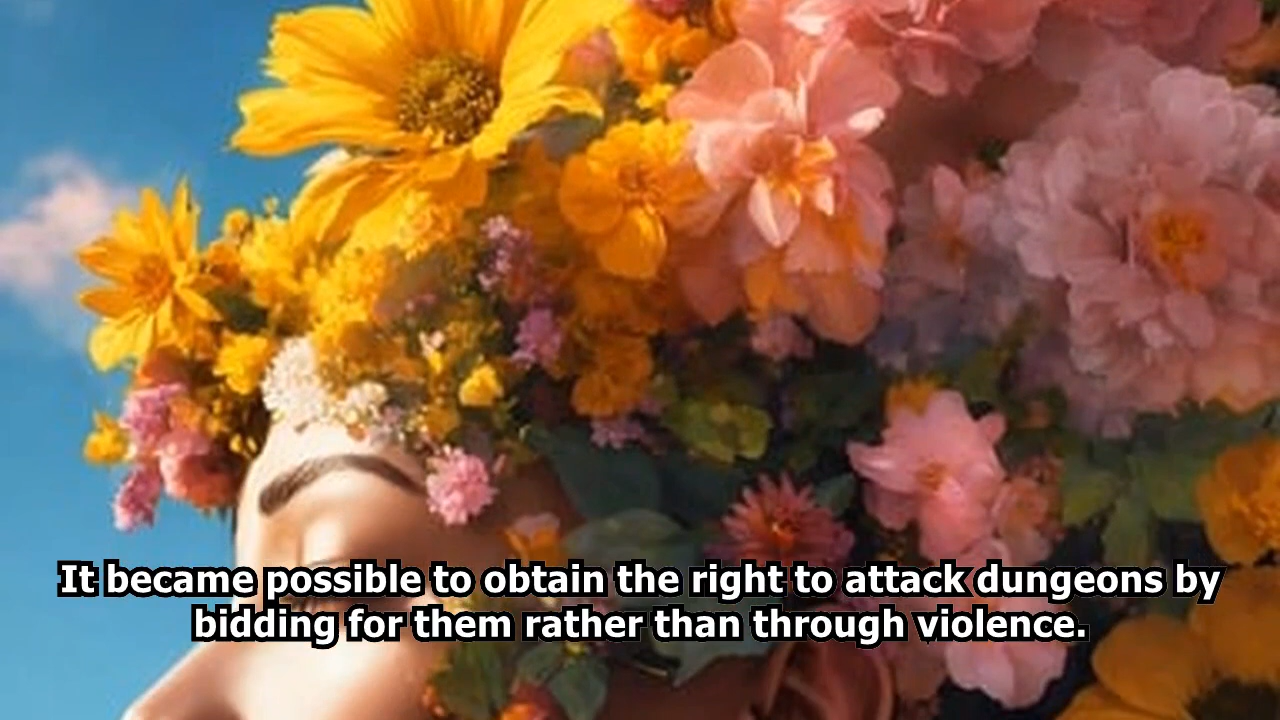 It became possible to obtain the right to attack dungeons by
bidding for them rather than through violence.